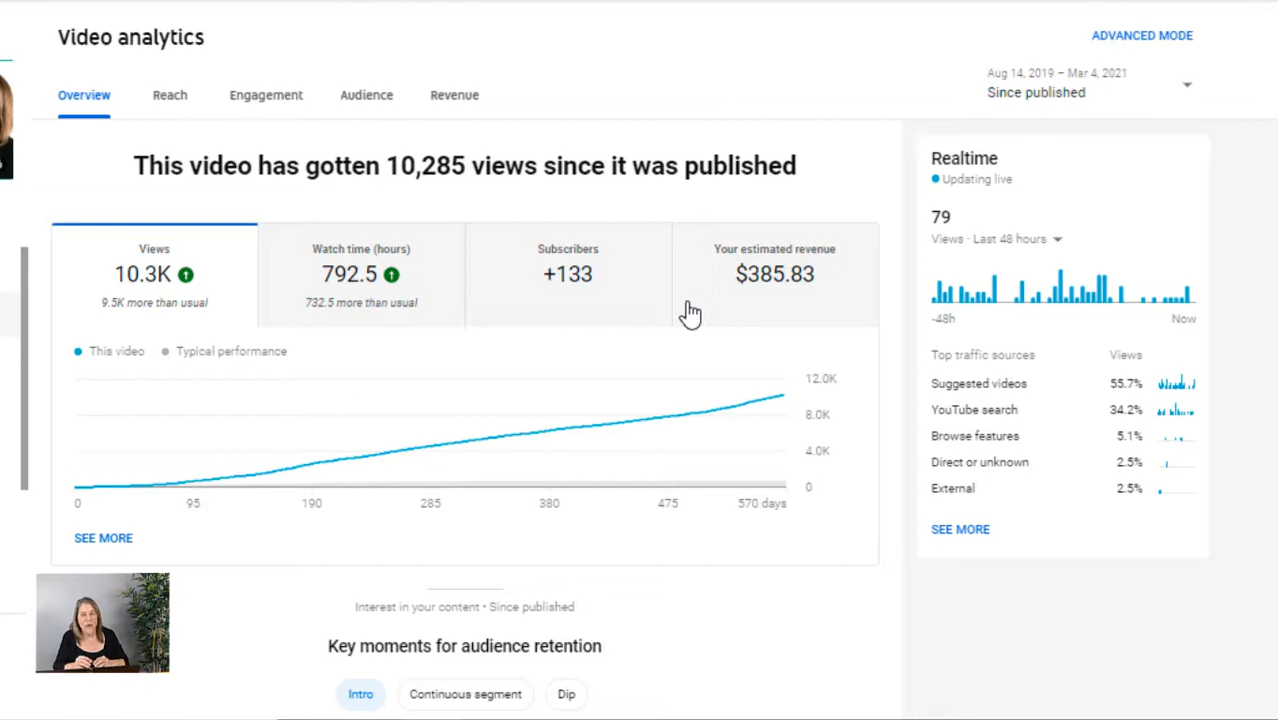 Video analytics
ADVANCED MODE
Aug 14, 2019 – Mar 4, 2021
Since published
Overview
Reach
Engagement
Audience
Revenue
This video has gotten 10,285 views since it was published
Views
10.3K
9.5K more than usual
Watch time (hours)
792.5
732.5 more than usual
Subscribers
+133
Your estimated revenue
$385.83
This video
Typical performance
12.0K
8.0K
4.0K
0
0
95
190
285
380
475
570 days
SEE MORE
Realtime
Updating live
79
Views · Last 48 hours
-48h
Now
Top traffic sources
Views
Suggested videos
55.7%
YouTube search
34.2%
Browse features
5.1%
Direct or unknown
2.5%
External
2.5%
SEE MORE
Interest in your content • Since published
Key moments for audience retention
Intro
Continuous segment
Dip